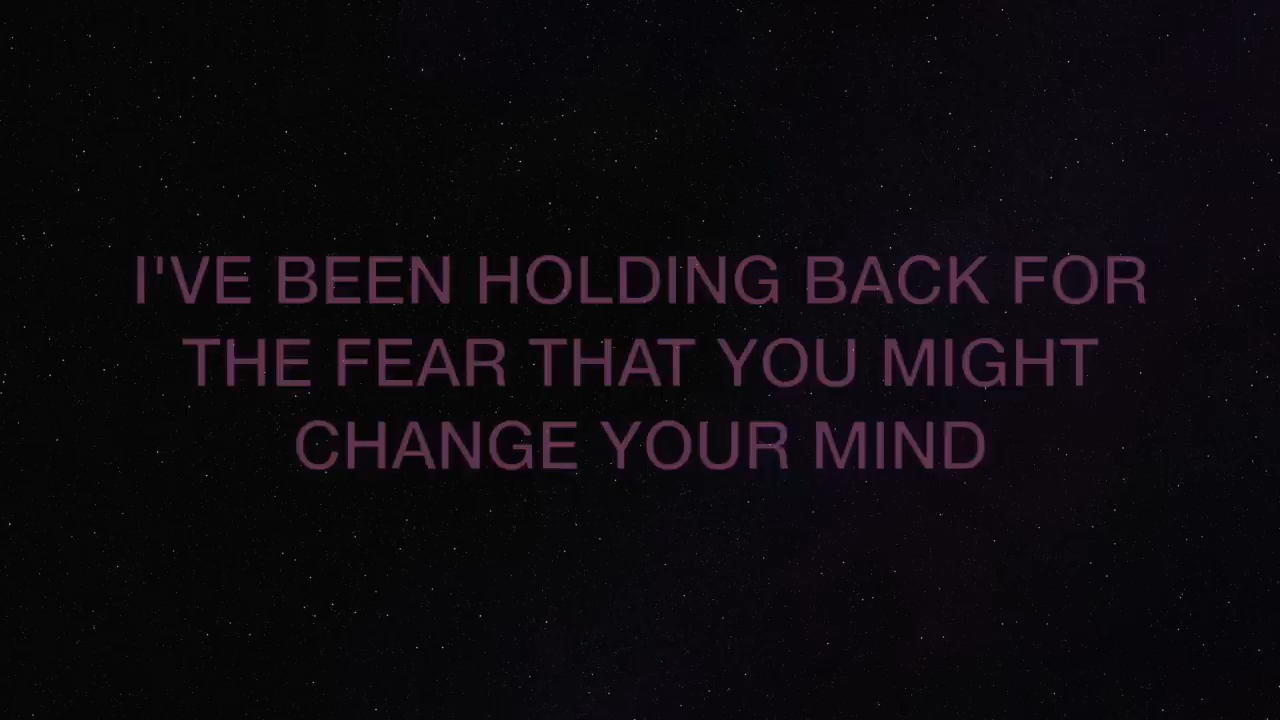 I'VE BEEN HOLDING BACK FOR
THE FEAR THAT YOU MIGHT
CHANGE YOUR MIND